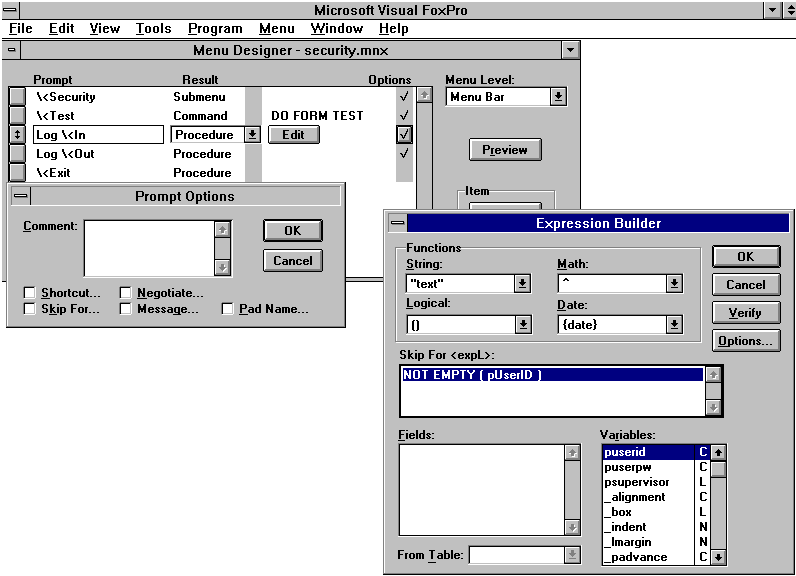 Microsoft Visual FoxPro
File Edit View Tools Program Menu Window Help
Menu Designer - security.mnx
Prompt Result Options
\<Security Submenu
\<Test Command DO FORM TEST
Log \<In Procedure Edit
Log \<Out Procedure
\<Exit Procedure
Menu Level:
Menu Bar
Preview
Item
Prompt Options
Comment:
OK
Cancel
Shortcut... Negotiate...
Skip For... Message... Pad Name...
Expression Builder
Functions
String: Math:
"text" ^
Logical: Date:
() {date}
OK
Cancel
Verify
Options...
Skip For <expL>:
NOT EMPTY ( pUserID )
Fields:
From Table:
Variables:
puserid C
puserpw C
psupervisor L
_alignment C
_box L
_indent N
_lmargin N
_padvance C